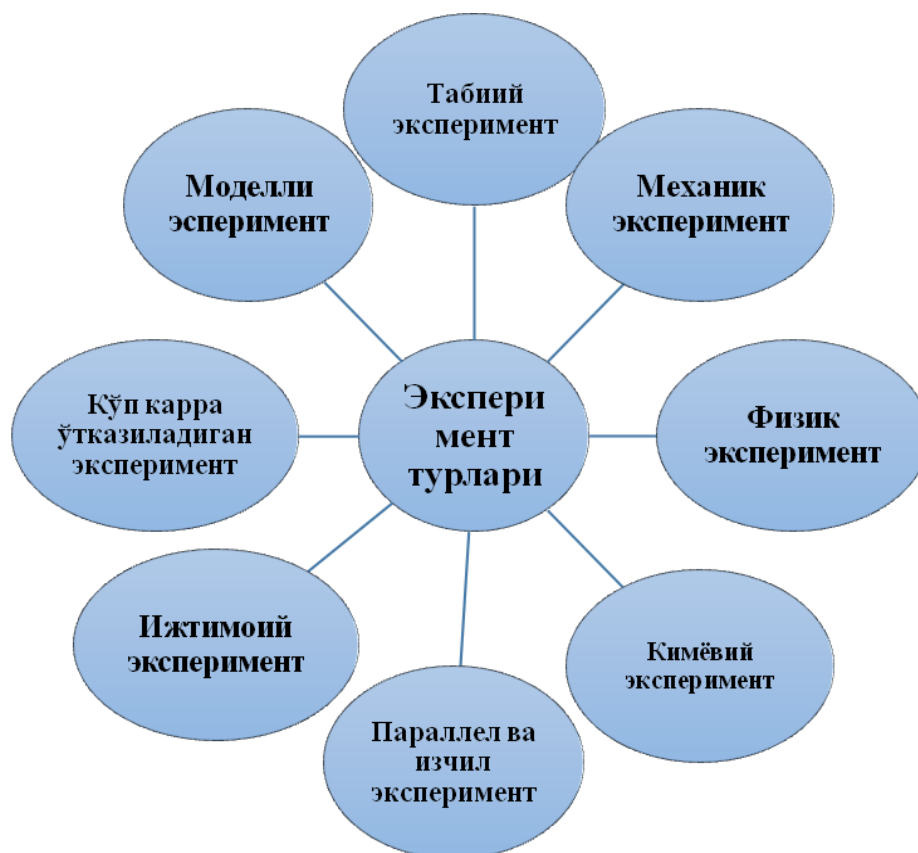 Табиий
эксперимент
Моделли
эсперимент
Механик
эксперимент
Кўп карра
ўтказиладиган
эксперимент
Экспери
мент
турлари
Физик
эксперимент
Ижтимоий
эксперимент
Кимёвий
эксперимент
Параллел ва
изчил
эксперимент